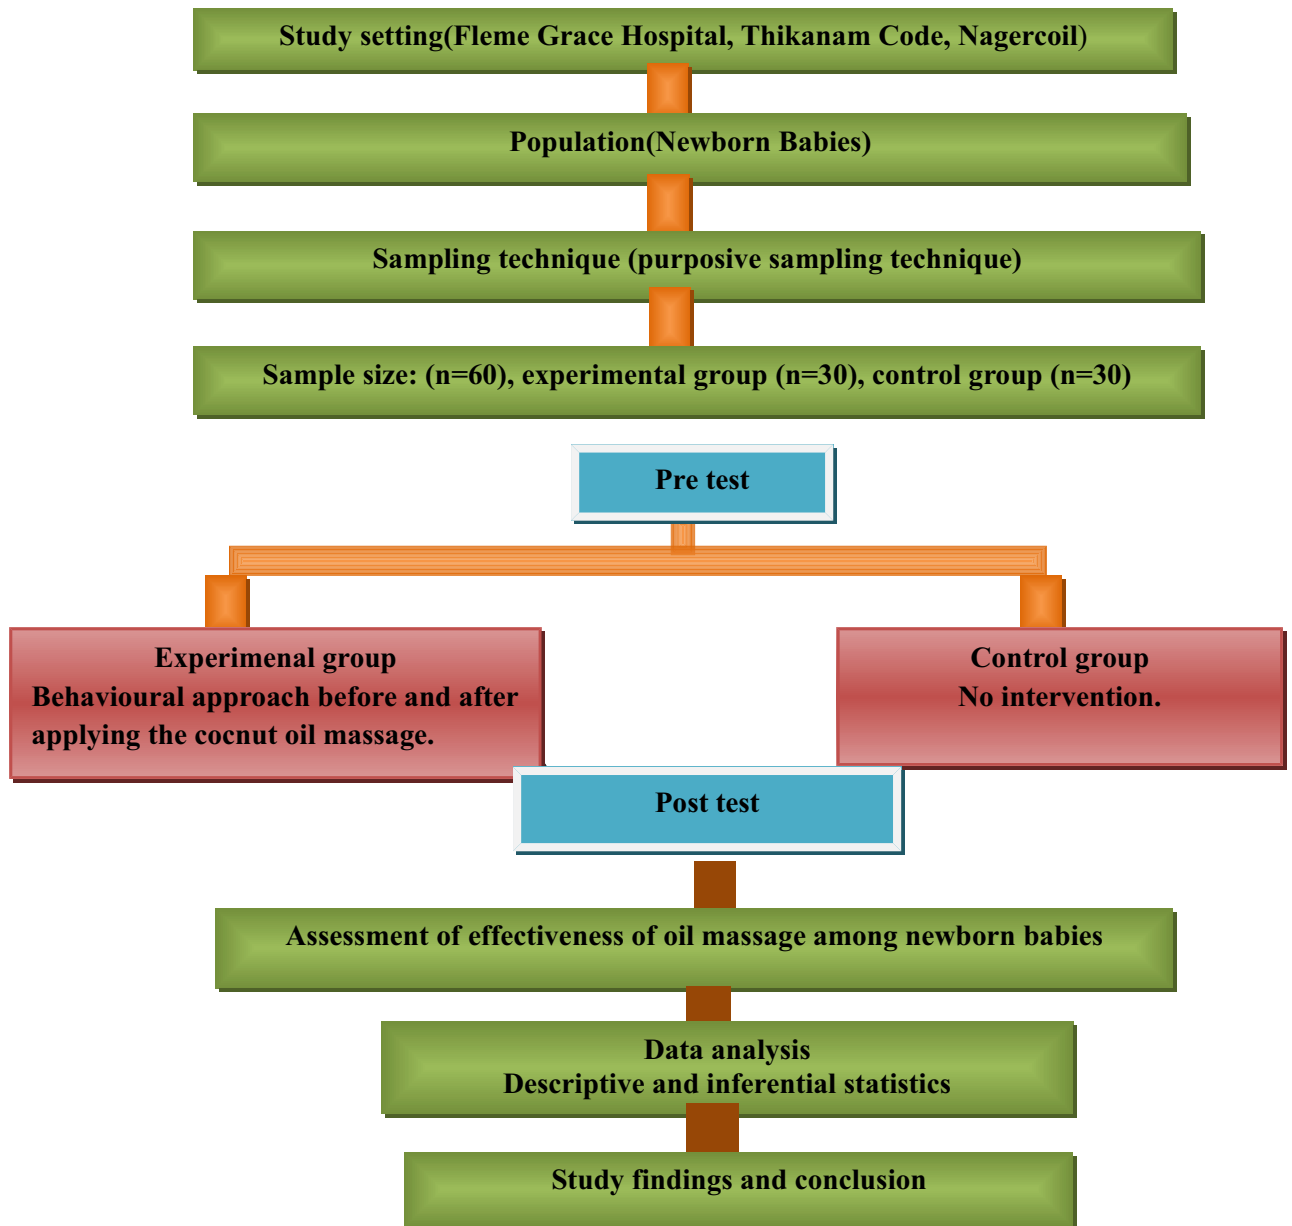 Study setting(Fleme Grace Hospital, Thikanam Code, Nagercoil)
Population(Newborn Babies)
Sampling technique (purposive sampling technique)
Sample size: (n=60), experimental group (n=30), control group (n=30)
Pre test
Experimenal group
Behavioural approach before and after
applying the cocnut oil massage.
Control group
No intervention.
Post test
Assessment of effectiveness of oil massage among newborn babies
Data analysis
Descriptive and inferential statistics
Study findings and conclusion